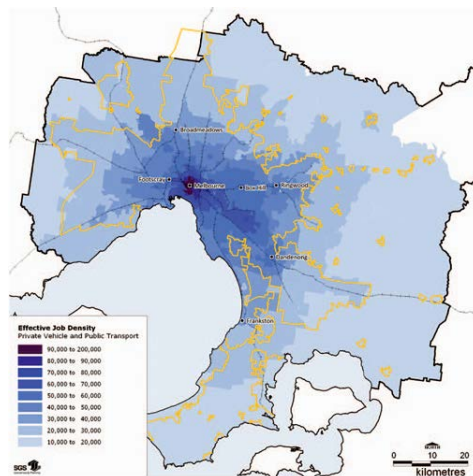 Broadmeadows
Footscray
Melbourne
Box Hill
Ringwood
Dandenong
Frankston
Effective Job Density
Private Vehicle and Public Transport
90,000 to 200,000
80,000 to 90,000
70,000 to 80,000
60,000 to 70,000
50,000 to 60,000
40,000 to 50,000
30,000 to 40,000
20,000 to 30,000
10,000 to 20,000
SGS
0 10 20
kilometres